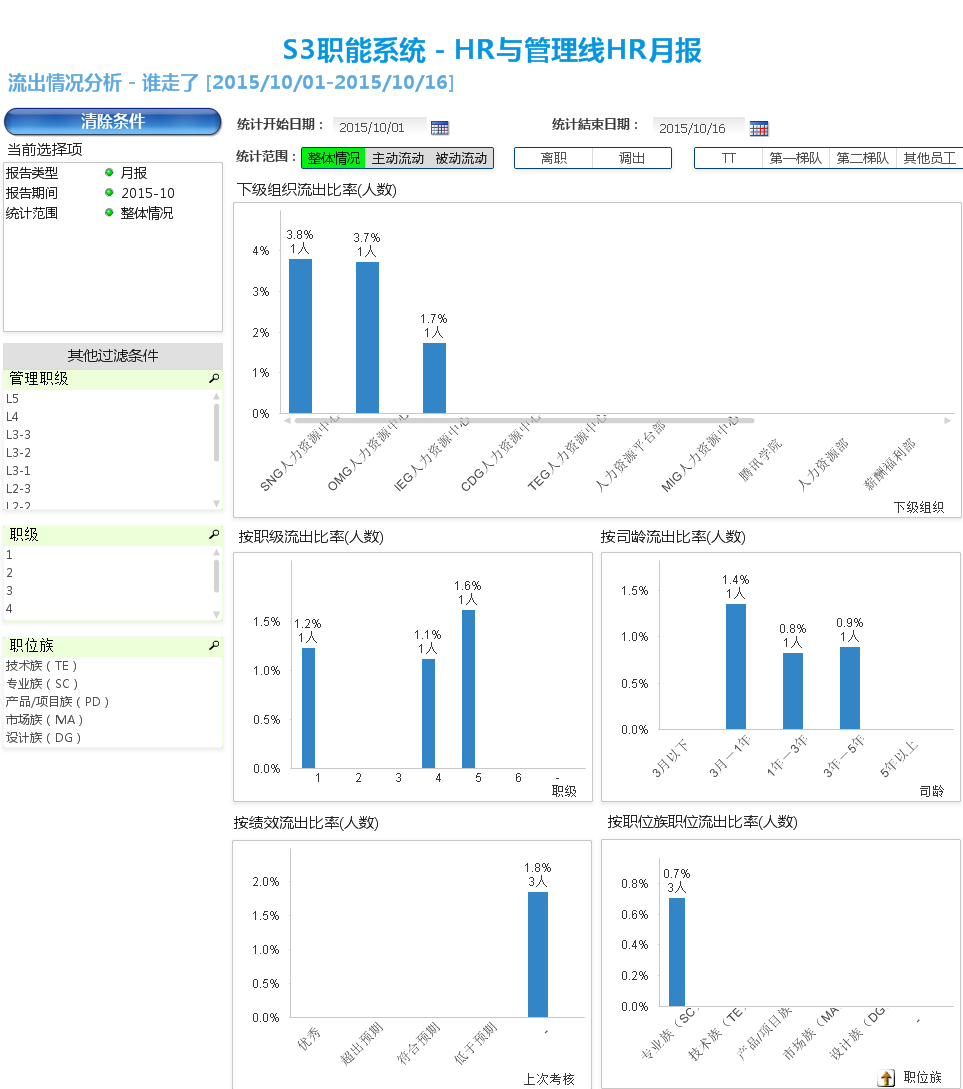 S3职能系统 - HR与管理线HR月报
流出情况分析 - 谁走了 [2015/10/01-2015/10/16]
清除条件
当前选择项
报告类型 月报
报告期间 2015-10
统计范围 整体情况
其他过滤条件
管理职级
L5
L4
L3-3
L3-2
L3-1
L2-3
L2-2
职级
1
2
3
4
职位族
技术族（TE）
专业族（SC）
产品/项目族（PD）
市场族（MA）
设计族（DG）
统计开始日期： 2015/10/01 统计結束日期： 2015/10/16
统计范围： 整体情况 主动流动 被动流动 离职 调出 TT 第一梯队 第二梯队 其他员工
下级组织流出比率(人数)
3.8%
1人
3.7%
1人
1.7%
1人
4%
3%
2%
1%
0%
SNG人力资源中心 OMG人力资源中心 IEG人力资源中心 CDG人力资源中心 TEG人力资源中心 人力资源平台部 MIG人力资源中心 腾讯学院 人力资源部 薪酬福利部
下级组织
按职级流出比率(人数)
1.2%
1人
1.1%
1人
1.6%
1人
1.5%
1.0%
0.5%
0.0%
1 2 3 4 5 6 -
职级
按司龄流出比率(人数)
1.4%
1人
0.8%
1人
0.9%
1人
1.5%
1.0%
0.5%
0.0%
3月以下 3月－1年 1年－3年 3年－5年 5年以上
司龄
按绩效流出比率(人数)
1.8%
3人
2.0%
1.5%
1.0%
0.5%
0.0%
优秀 超出预期 符合预期 低于预期 -
上次考核
按职位族职位流出比率(人数)
0.7%
3人
0.8%
0.6%
0.4%
0.2%
0.0%
专业族（SC 技术族（TE 产品/项目族 市场族（MA 设计族（DG -
职位族